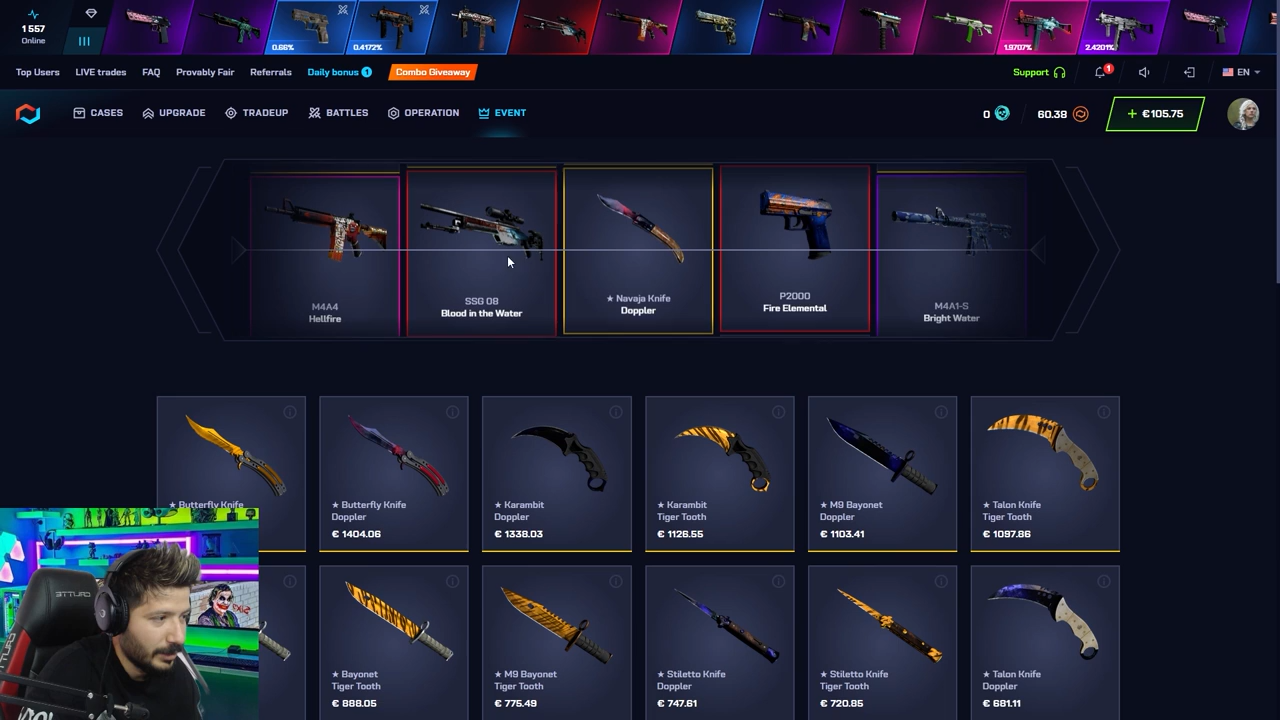 1 557
Online
0.66%
0.4172%
1.9707%
2.4201%
Top Users
LIVE trades
FAQ
Provably Fair
Referrals
Daily bonus 1
Combo Giveaway
Support
1
EN
CASES
UPGRADE
TRADEUP
BATTLES
OPERATION
EVENT
0
60.38
+ € 105.75
M4A4
Hellfire
SSG 08
Blood in the Water
★ Navaja Knife
Doppler
P2000
Fire Elemental
M4A1-S
Bright Water
★ Butterfly Knife
★ Butterfly Knife
Doppler
€ 1404.06
★ Karambit
Doppler
€ 1338.03
★ Karambit
Tiger Tooth
€ 1126.55
★ M9 Bayonet
Doppler
€ 1103.41
★ Talon Knife
Tiger Tooth
€ 1097.86
★ Bayonet
Tiger Tooth
€ 888.05
★ M9 Bayonet
Tiger Tooth
€ 775.49
★ Stiletto Knife
Doppler
€ 747.61
★ Stiletto Knife
Tiger Tooth
€ 720.85
★ Talon Knife
Doppler
€ 681.11